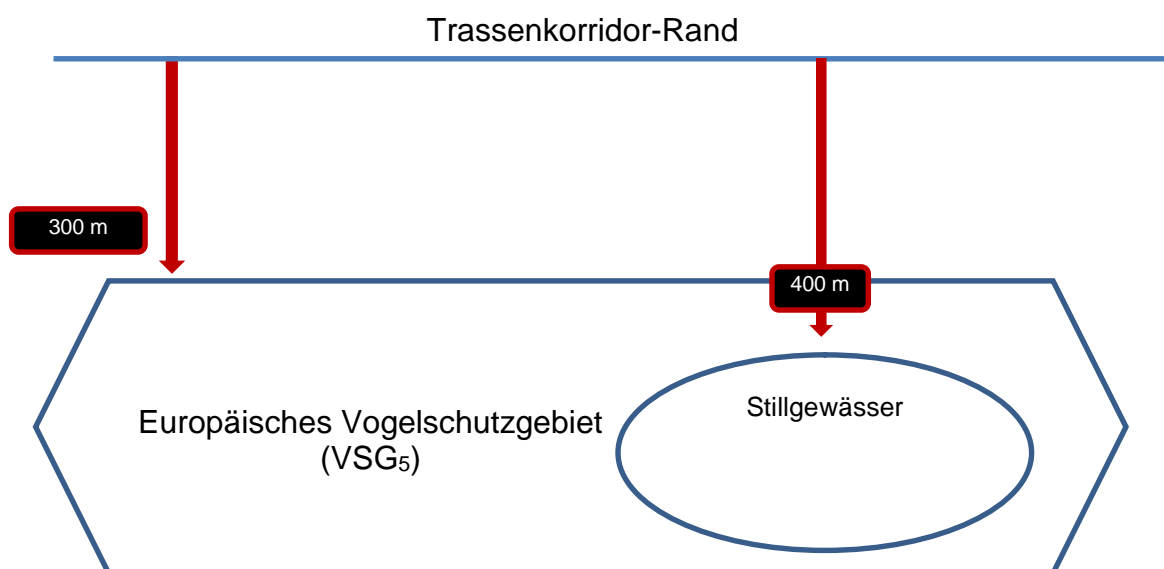 Trassenkorridor-Rand
300 m
400 m
Stillgewässer
Europäisches Vogelschutzgebiet
(VSG₅)